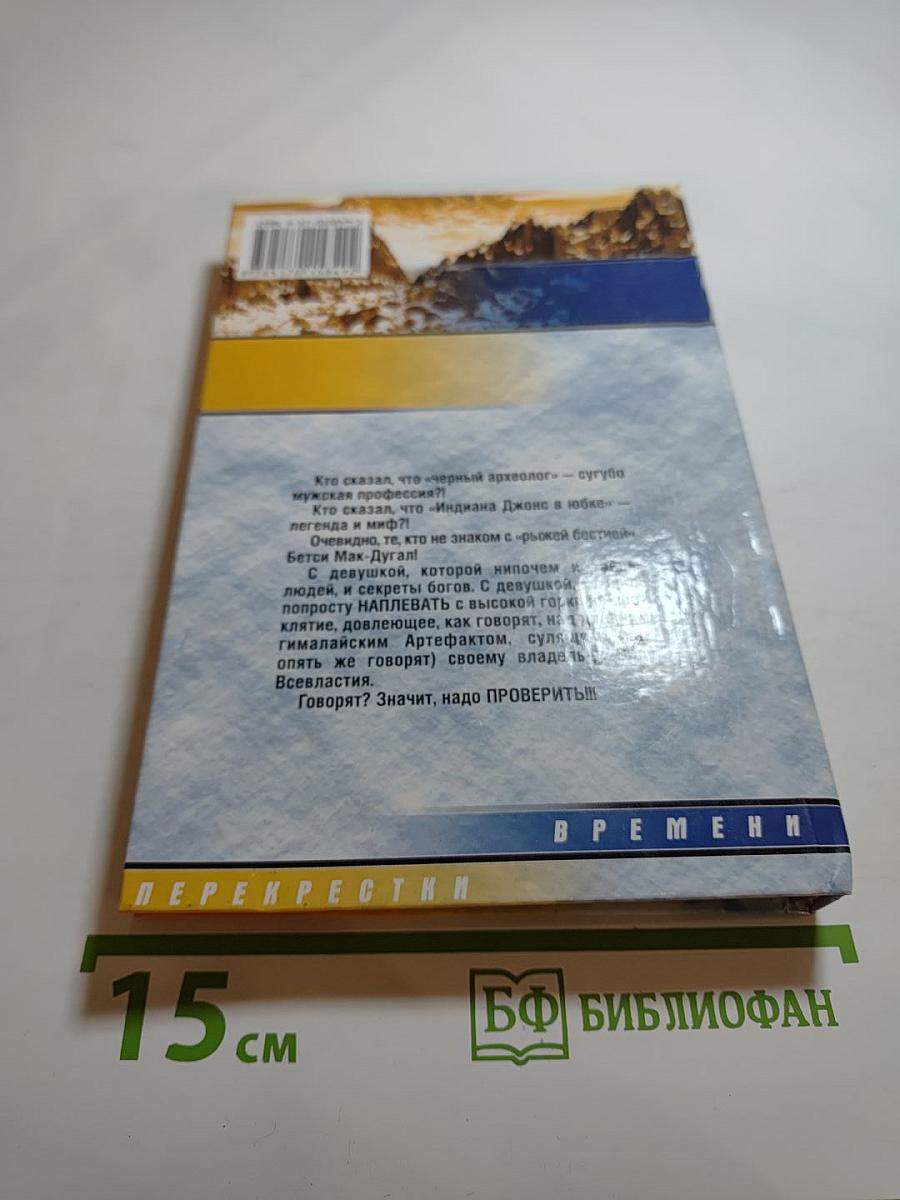 Кто сказал, что «черный археолог» — сугубо
мужская профессия?!
Кто сказал, что «Индиана Джонс в юбке» —
легенда и миф?!
Очевидно, те, кто не знаком с «рыжей бестией»
Бетси Мак-Дугал!
С девушкой, которой нипочем и
людей, и секреты богов. С девушкой,
попросту НАПЛЕВАТЬ с высокой горки
клятие, довлеющее, как говорят,
гималайским Артефактом,
опять же говорят) своему
Всевластия.
Говорят? Значит, надо ПРОВЕРИТЬ!!!
ВРЕМЕНИ
ПЕРЕКРЕСТКИ
15 см
БФ БИБЛИОФАН